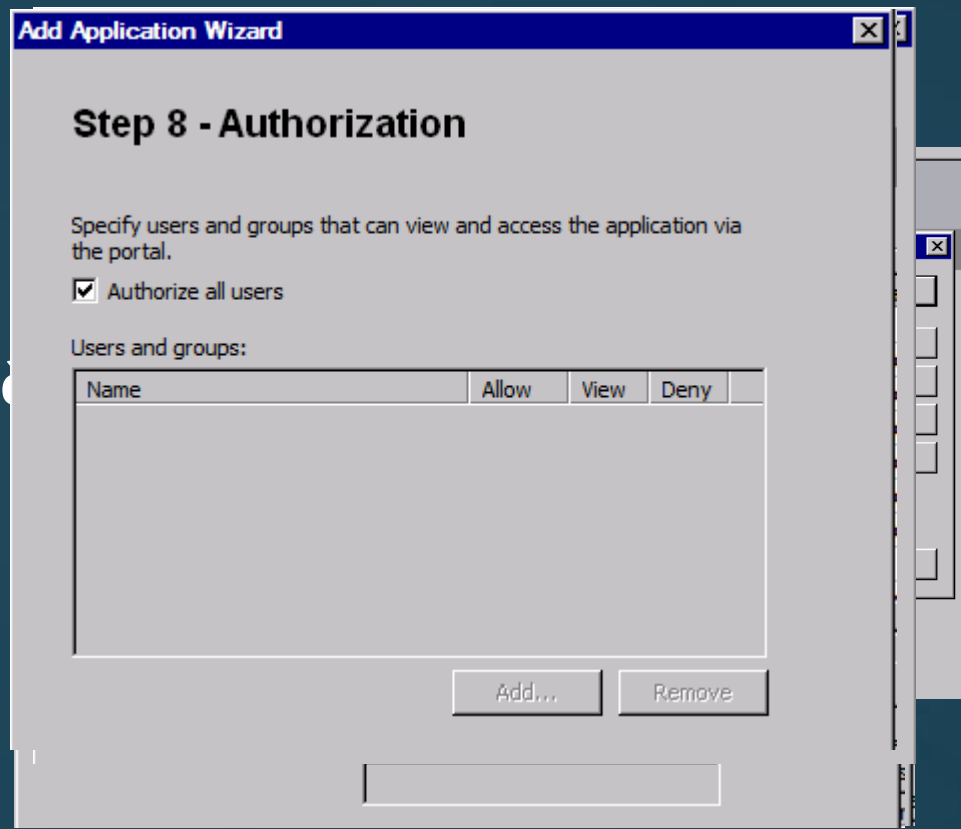 Add Application Wizard
Step 8 - Authorization
Specify users and groups that can view and access the application via
the portal.
Authorize all users
Users and groups:
Name Allow View Deny
Add... Remove